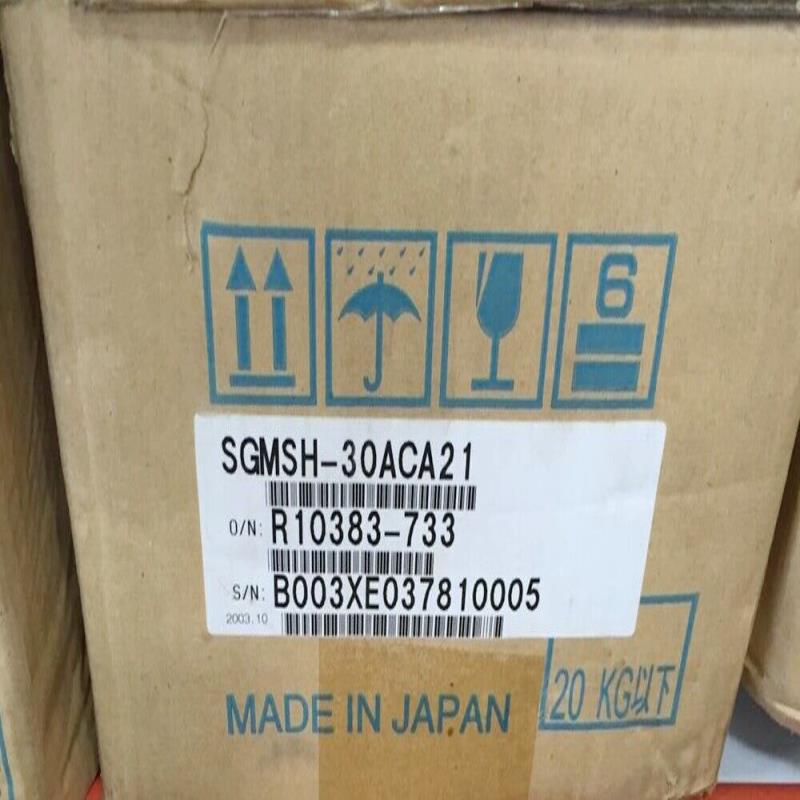 6
SGMSH-30ACA21
O/N: R10383-733
S/N: B003XE037810005
2003.10
20 KG以下
MADE IN JAPAN